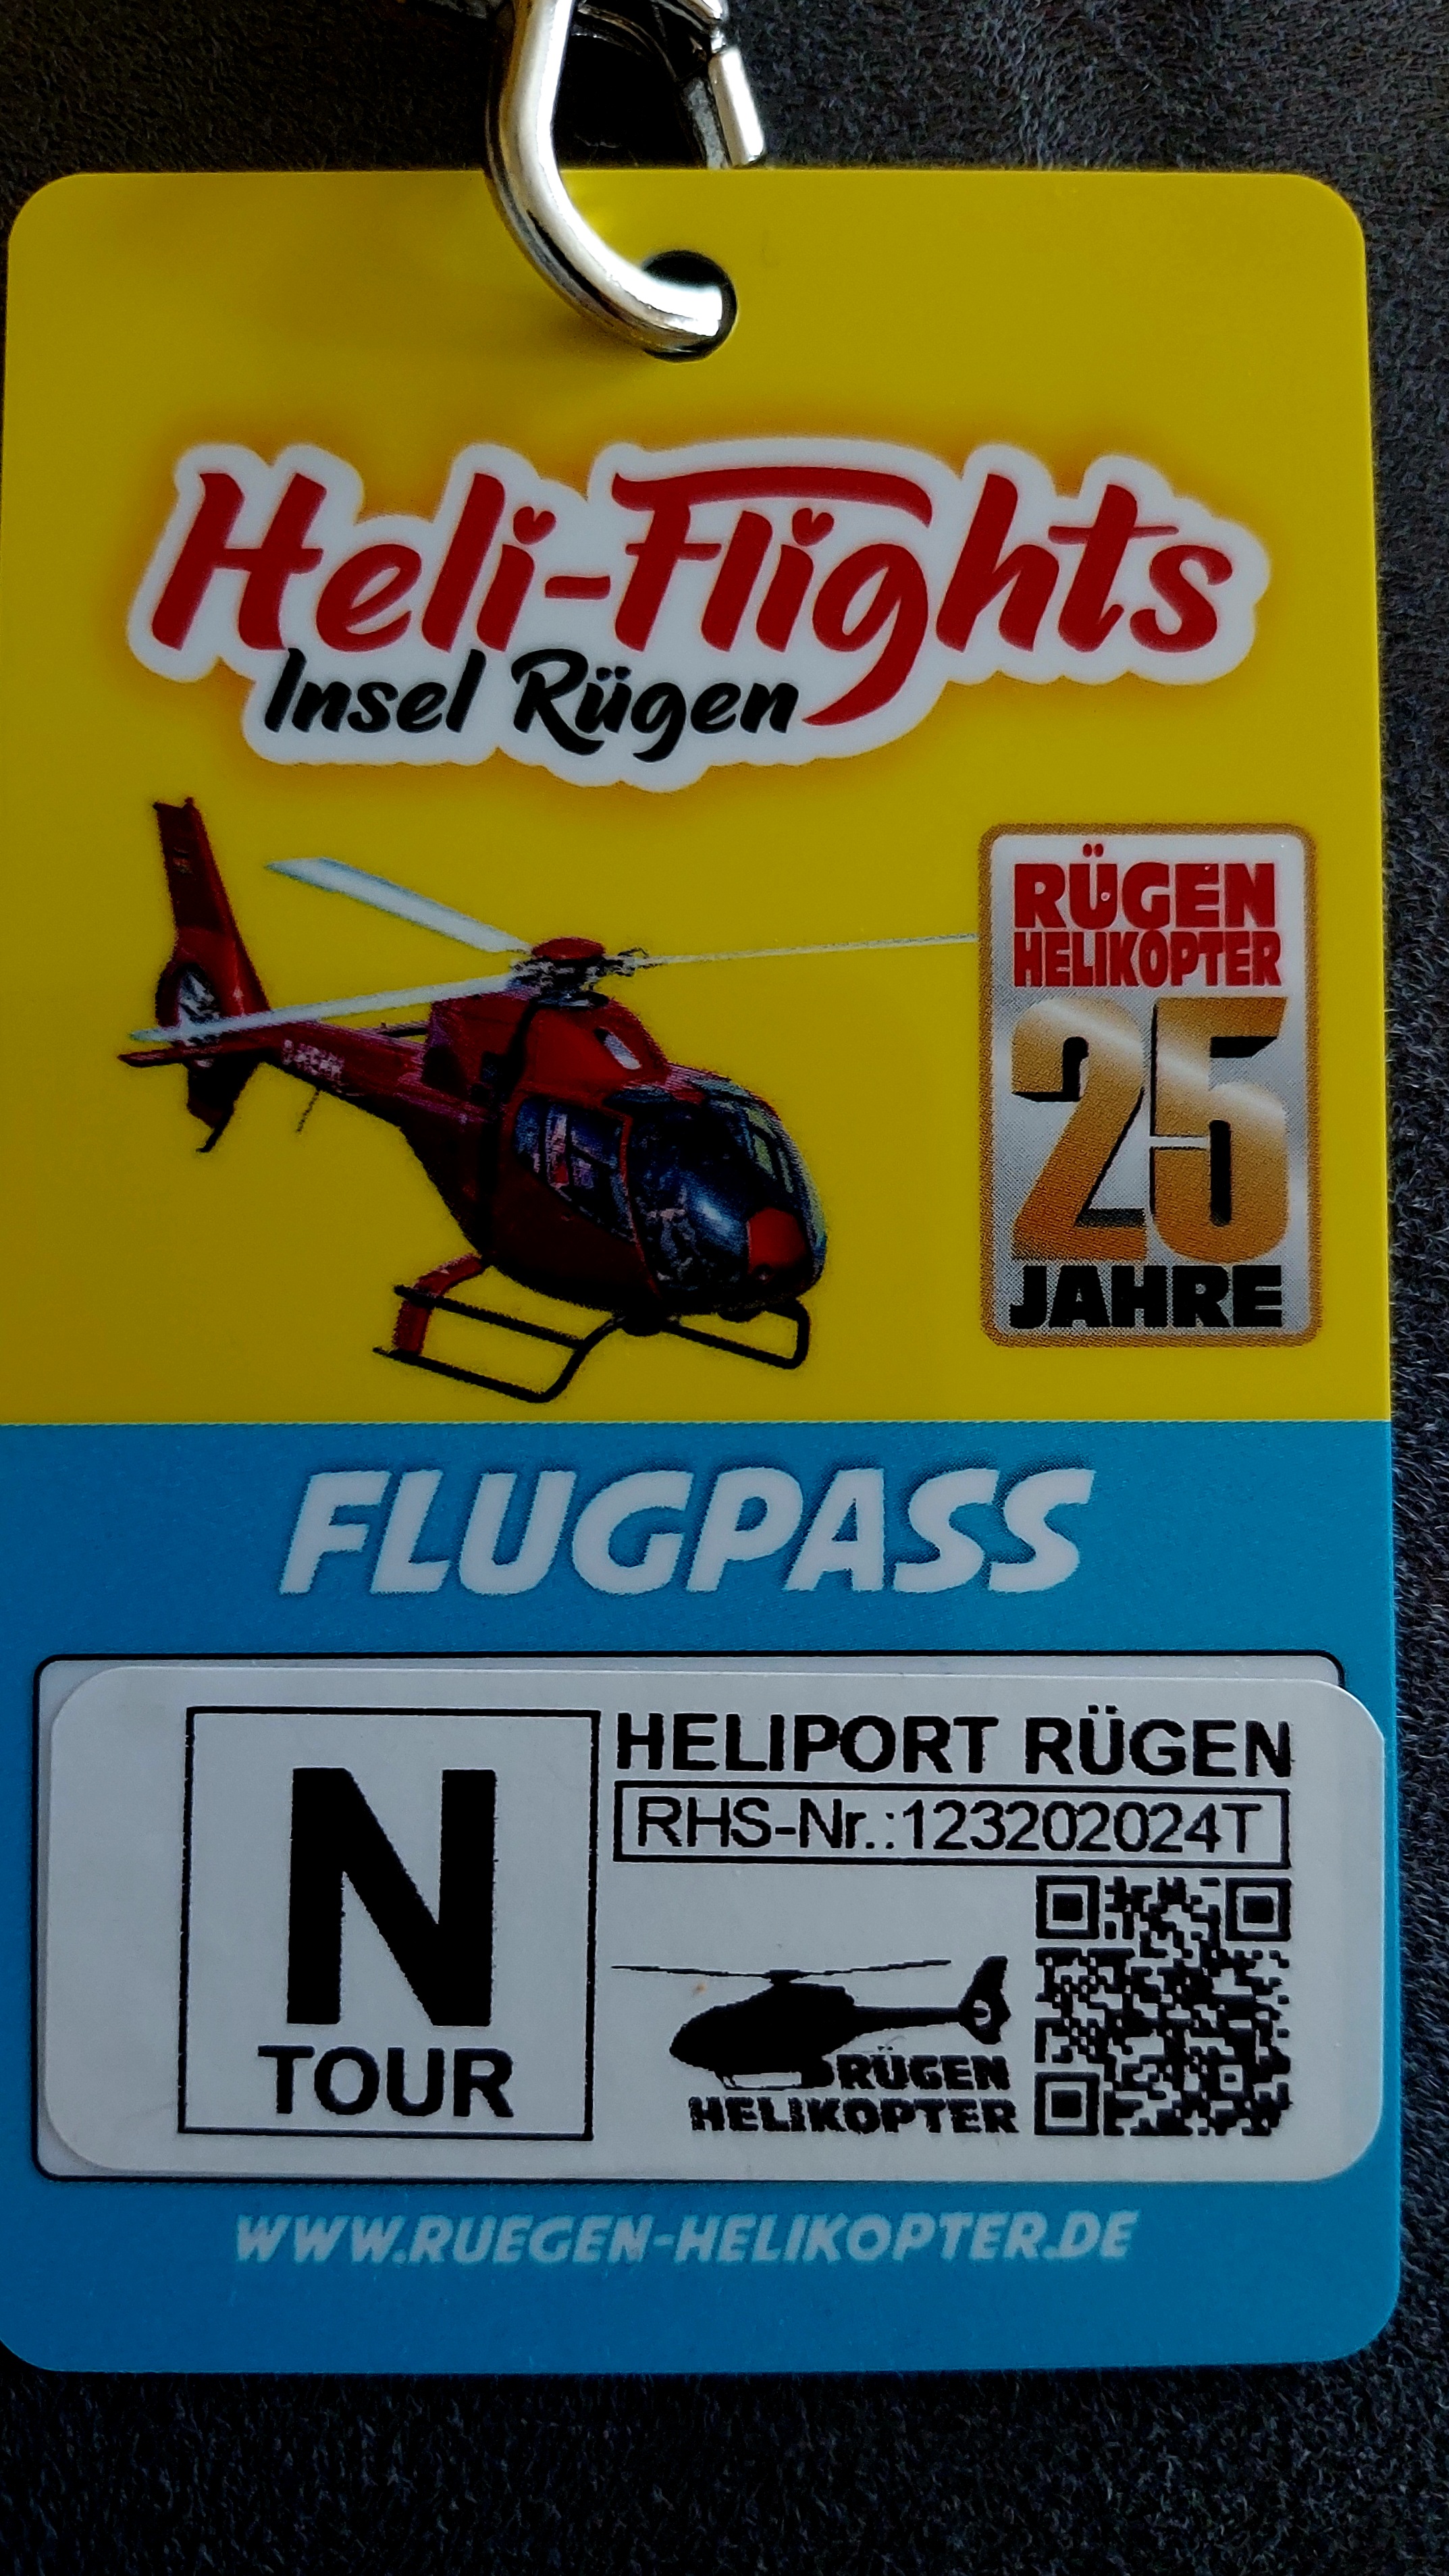 Heli-Flights
Insel Rügen
RÜGEN
HELIKOPTER
25
JAHRE
FLUGPASS
N
TOUR
HELIPORT RÜGEN
RHS-Nr.:123202024T
RÜGEN
HELIKOPTER
WWW.RUEGEN-HELIKOPTER.DE